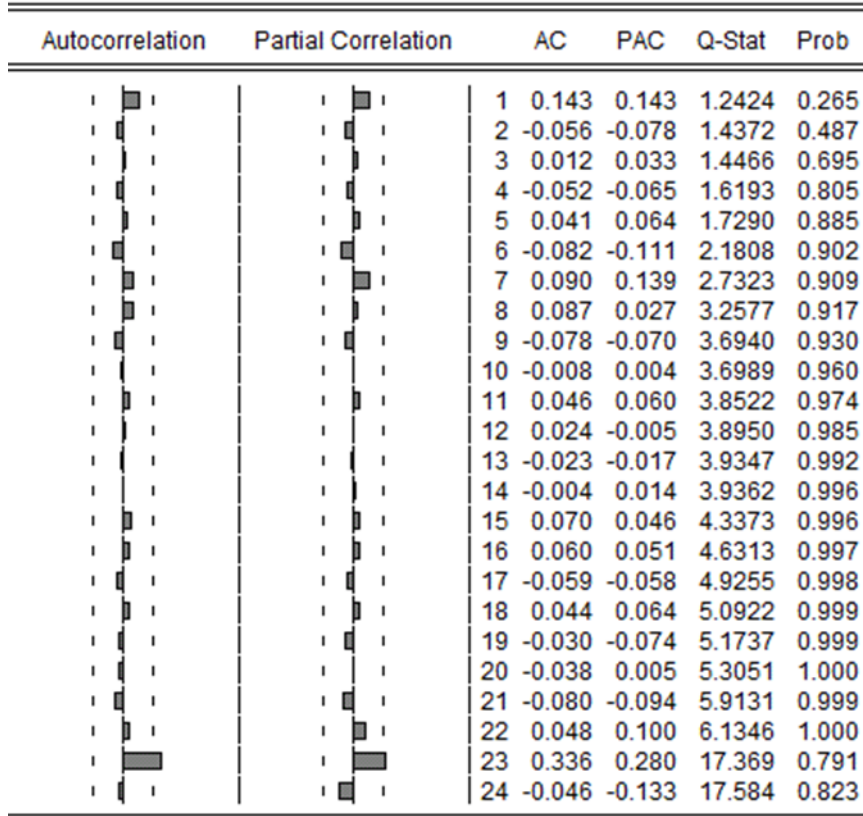 Autocorrelation Partial Correlation AC PAC Q-Stat Prob
1 0.143 0.143 1.2424 0.265
2 -0.056 -0.078 1.4372 0.487
3 0.012 0.033 1.4466 0.695
4 -0.052 -0.065 1.6193 0.805
5 0.041 0.064 1.7290 0.885
6 -0.082 -0.111 2.1808 0.902
7 0.090 0.139 2.7323 0.909
8 0.087 0.027 3.2577 0.917
9 -0.078 -0.070 3.6940 0.930
10 -0.008 0.004 3.6989 0.960
11 0.046 0.060 3.8522 0.974
12 0.024 -0.005 3.8950 0.985
13 -0.023 -0.017 3.9347 0.992
14 -0.004 0.014 3.9362 0.996
15 0.070 0.046 4.3373 0.996
16 0.060 0.051 4.6313 0.997
17 -0.059 -0.058 4.9255 0.998
18 0.044 0.064 5.0922 0.999
19 -0.030 -0.074 5.1737 0.999
20 -0.038 0.005 5.3051 1.000
21 -0.080 -0.094 5.9131 0.999
22 0.048 0.100 6.1346 1.000
23 0.336 0.280 17.369 0.791
24 -0.046 -0.133 17.584 0.823